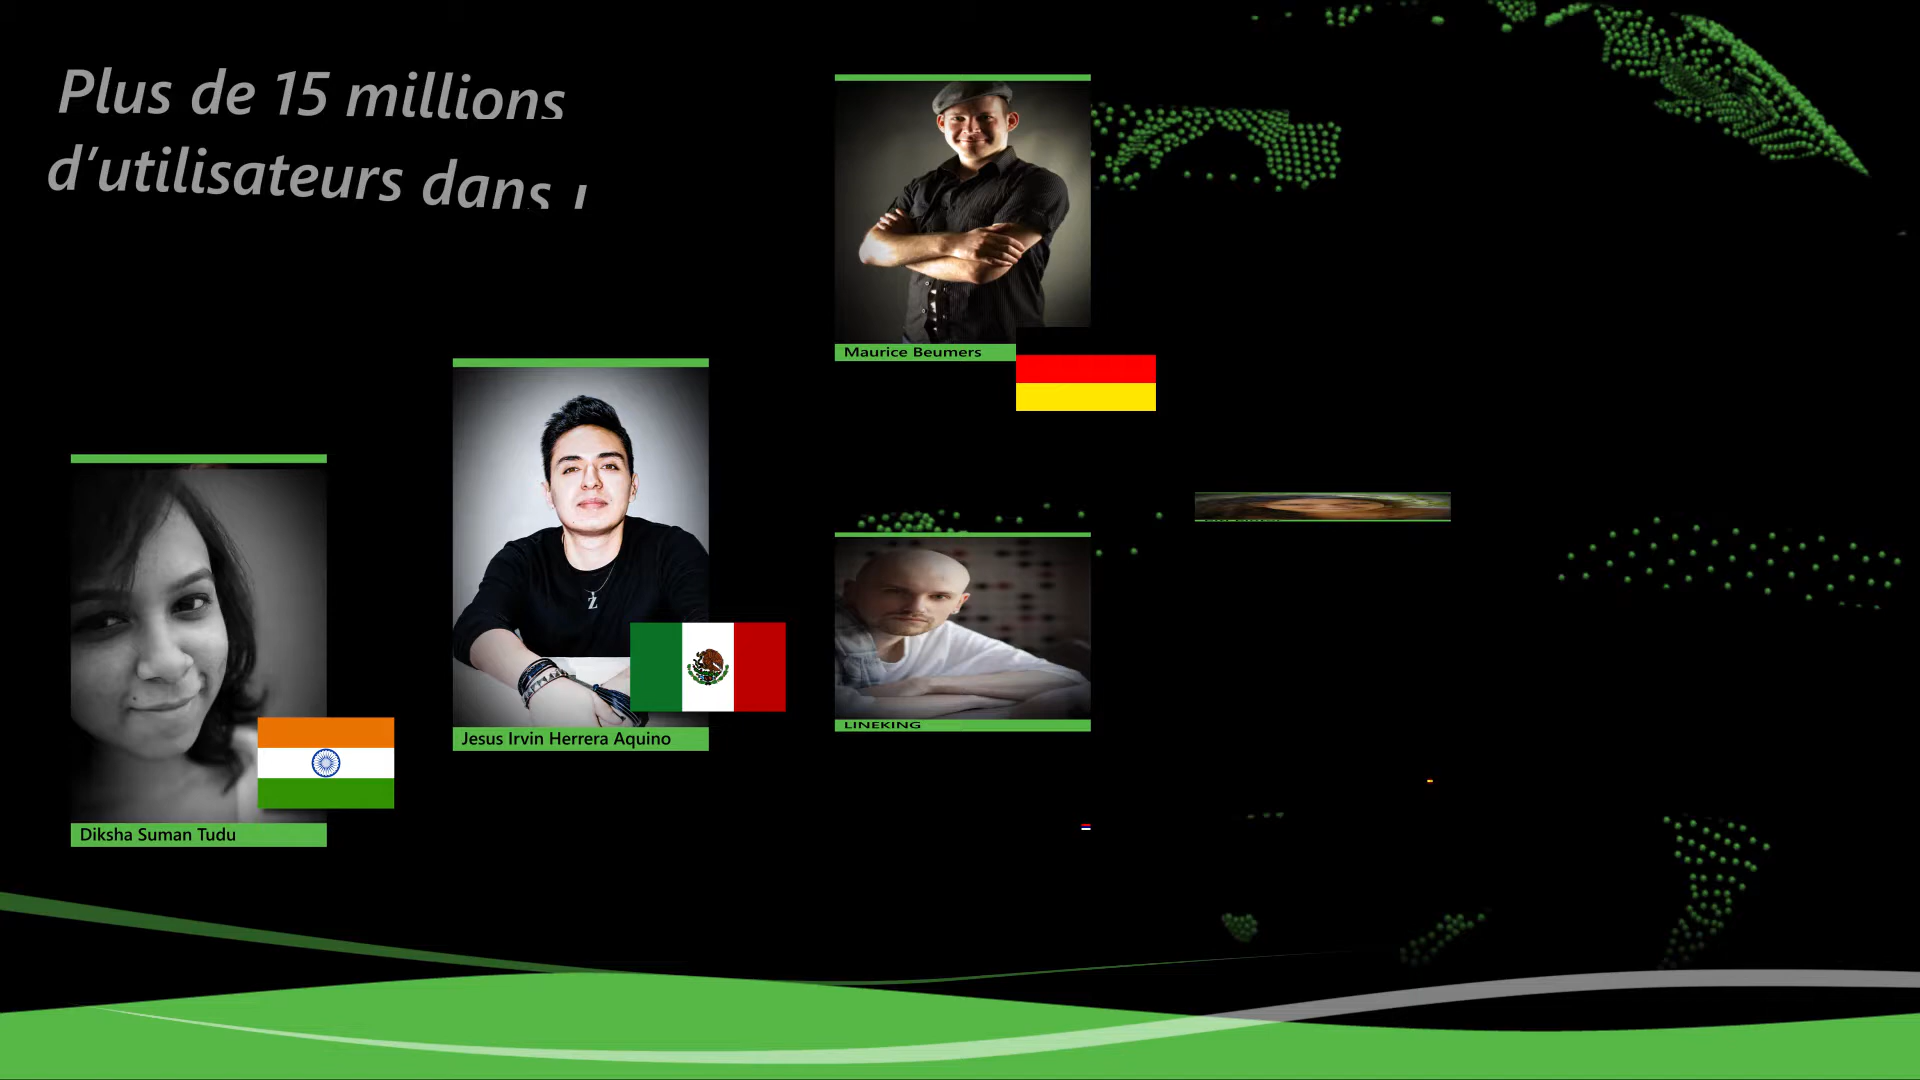 Plus de 15 millions
d’utilisateurs dans
Maurice Beumers
Jesus Irvin Herrera Aquino
LINEKING
Diksha Suman Tudu